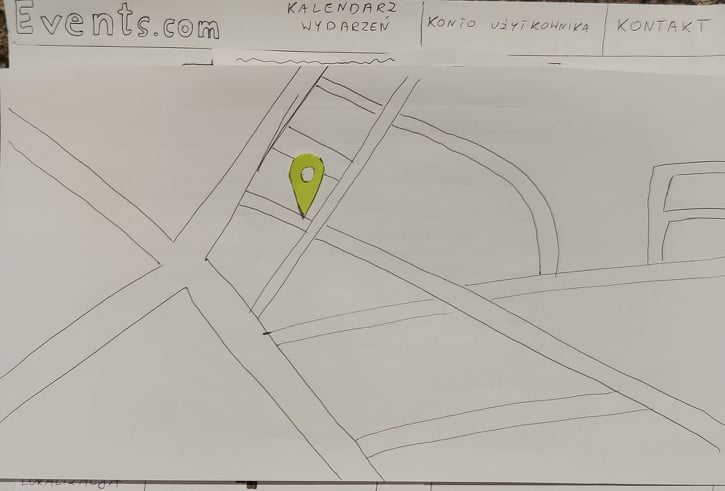 Events.com
KALENDARZ
WYDARZEŃ
KONTO UŻYTKOWNIKA
KONTAKT